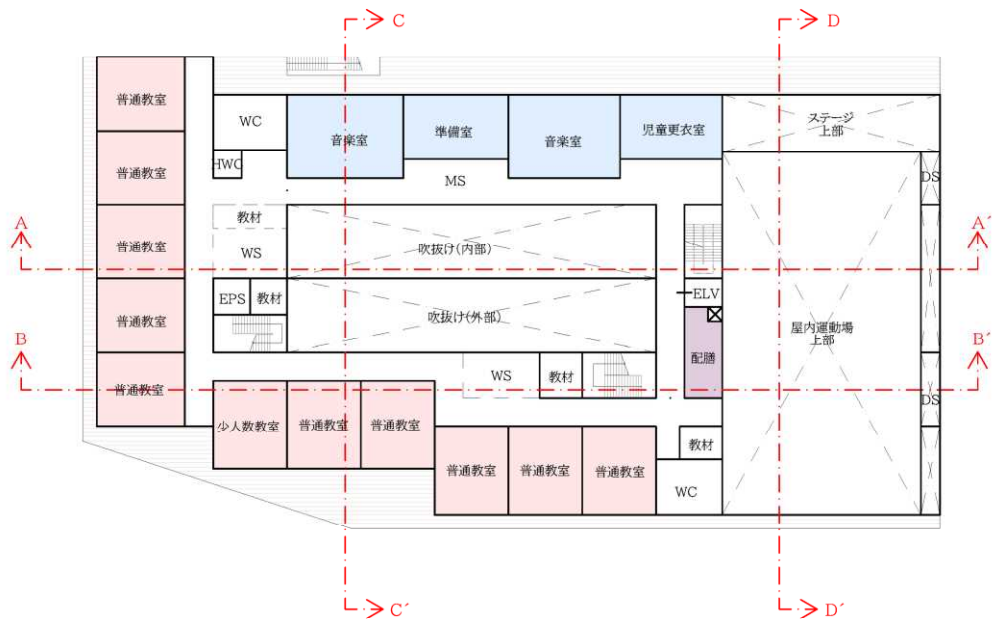 C
D
普通教室
WC
音楽室
準備室
音楽室
児童更衣室
ステージ
上部
HWC
MS
DS
普通教室
教材
A
普通教室
WS
吹抜け(内部)
A´
EPS
教材
ELV
普通教室
吹抜け(外部)
屋内運動場
上部
B
配膳
B´
普通教室
WS
教材
DS
少人数教室
普通教室
普通教室
教材
普通教室
普通教室
普通教室
WC
C´
D´